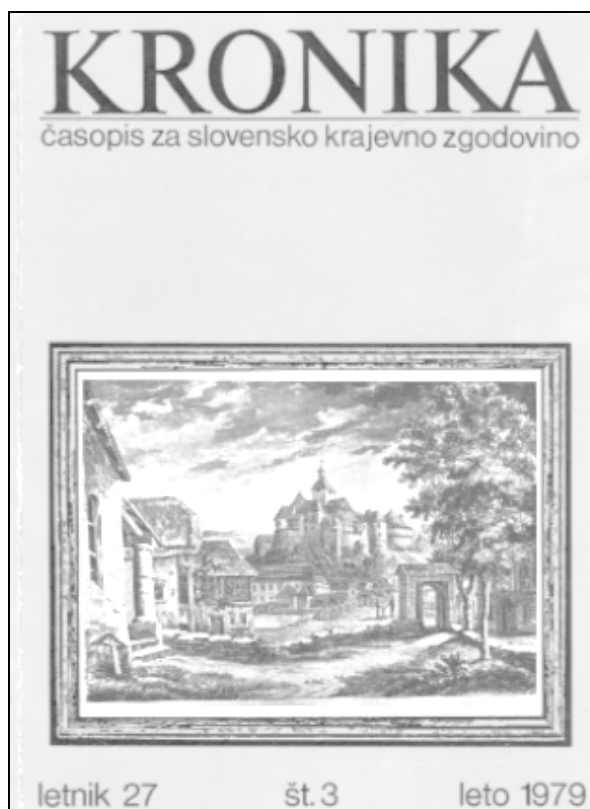 KRONIKA
časopis za slovensko krajevno zgodovino
letnik 27 št. 3 leto 1979